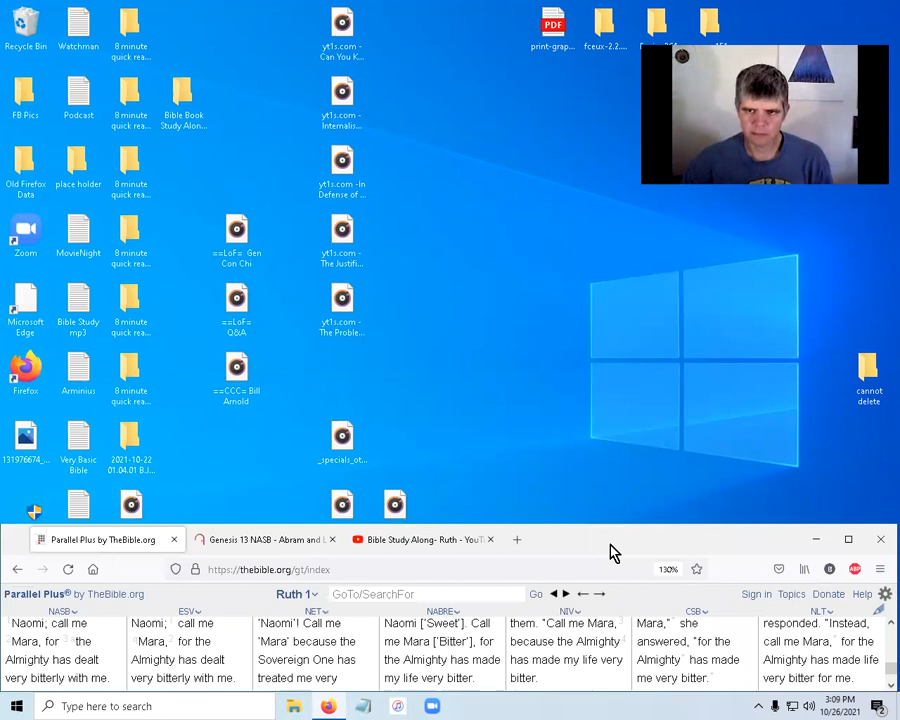 Recycle Bin
Watchman
8 minute
quick rea...
yt1s.com -
Can You K...
print-grap...
fceux-2.2....
FB Pics
Podcast
8 minute
quick rea...
Bible Book
Study Alon...
yt1s.com -
Internalis...
Old Firefox
Data
place holder
8 minute
quick rea...
yt1s.com -In
Defense of ...
Zoom
MovieNight
8 minute
quick rea...
==LoF= Gen
Con Chi
yt1s.com -
The Justifi...
Microsoft
Edge
Bible Study
mp3
8 minute
quick rea...
==LoF=
Q&A
yt1s.com -
The Proble...
Firefox
Arminius
8 minute
quick rea...
==CCC= Bill
Arnold
cannot
delete
131976674_...
Very Basic
Bible
2021-10-22
01.04.01 B.J...
_specials_ot...
PDF
Parallel Plus by TheBible.org
Genesis 13 NASB - Abram and L
Bible Study Along- Ruth - YouT
https://thebible.org/gt/index
130%
ABP
Parallel Plus® by TheBible.org
Ruth 1
GoTo/SearchFor
Go
Sign in
Topics
Donate
Help
NASB
ESV
NET
NABRE
NIV
CSB
NLT
Naomi; call me
Mara, for the
Almighty has dealt
very bitterly with me.
Naomi; call me
Mara, for the
Almighty has dealt
very bitterly with me.
'Naomi'! Call me
'Mara' because the
Sovereign One has
treated me very
Naomi ['Sweet']. Call
me Mara ['Bitter'], for
the Almighty has made
my life very bitter.
them. "Call me Mara,
because the Almighty
has made my life very
bitter.
Mara," she
answered, "for the
Almighty has made
me very bitter.
responded. "Instead,
call me Mara, for the
Almighty has made life
very bitter for me.
Type here to search
3:09 PM
10/26/2021
2